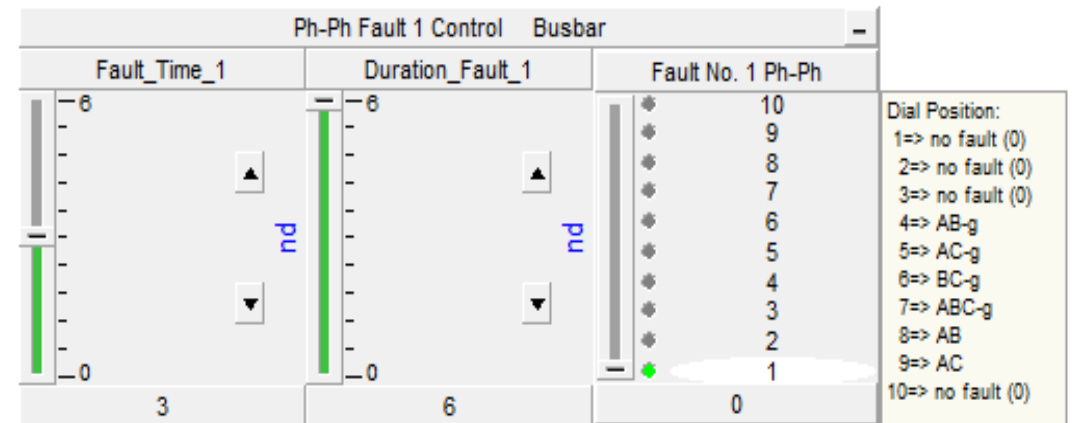 Ph-Ph Fault 1 Control Busbar
Fault_Time_1
6
0
nd
3
Duration_Fault_1
6
0
nd
6
Fault No. 1 Ph-Ph
10
9
8
7
6
5
4
3
2
1
0
Dial Position:
1=> no fault (0)
2=> no fault (0)
3=> no fault (0)
4=> AB-g
5=> AC-g
6=> BC-g
7=> ABC-g
8=> AB
9=> AC
10=> no fault (0)